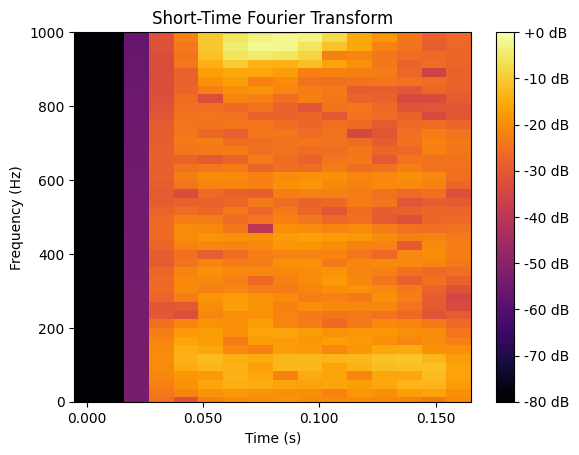 Short-Time Fourier Transform
Frequency (Hz)
1000
800
600
400
200
0
0.000
0.050
0.100
0.150
Time (s)
+0 dB
-10 dB
-20 dB
-30 dB
-40 dB
-50 dB
-60 dB
-70 dB
-80 dB